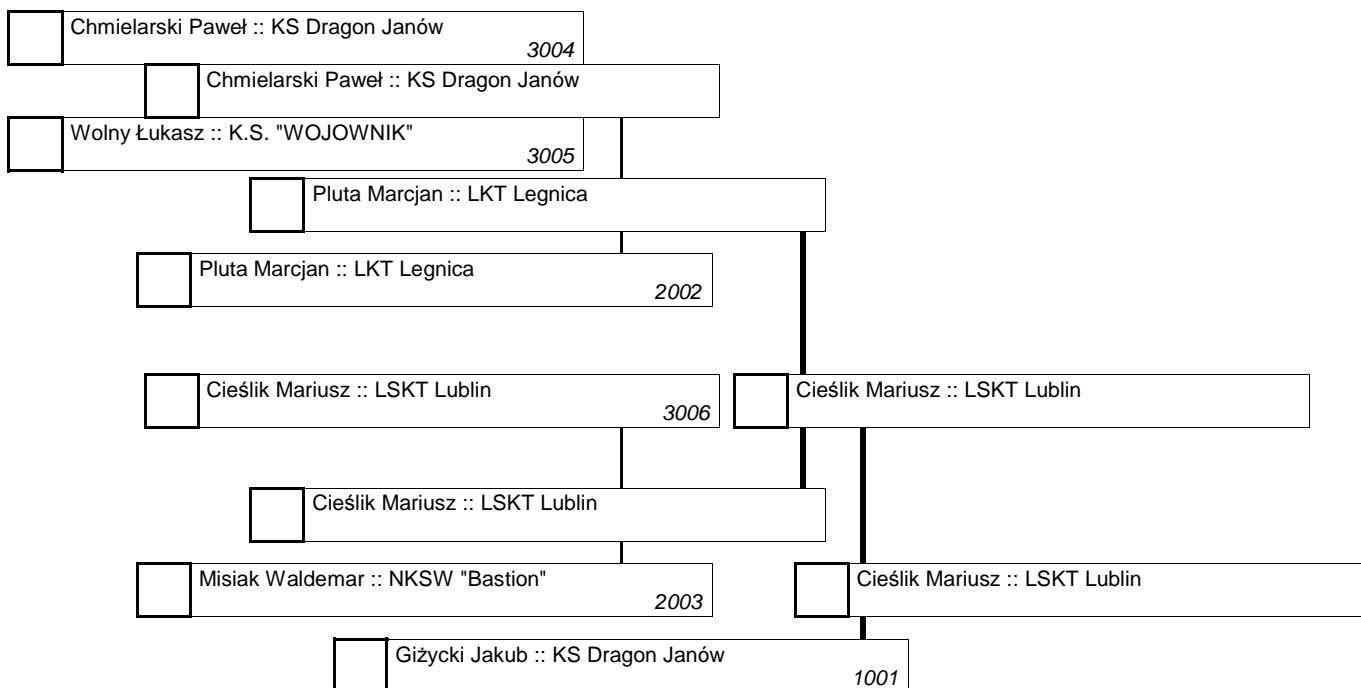 Chmielarski Paweł :: KS Dragon Janów
3004
Chmielarski Paweł :: KS Dragon Janów
Wolny Łukasz :: K.S. "WOJOWNIK"
3005
Pluta Marcjan :: LKT Legnica
Pluta Marcjan :: LKT Legnica
2002
Cieślik Mariusz :: LSKT Lublin
3006
Cieślik Mariusz :: LSKT Lublin
Cieślik Mariusz :: LSKT Lublin
Misiak Waldemar :: NKSW "Bastion"
2003
Cieślik Mariusz :: LSKT Lublin
Giżycki Jakub :: KS Dragon Janów
1001